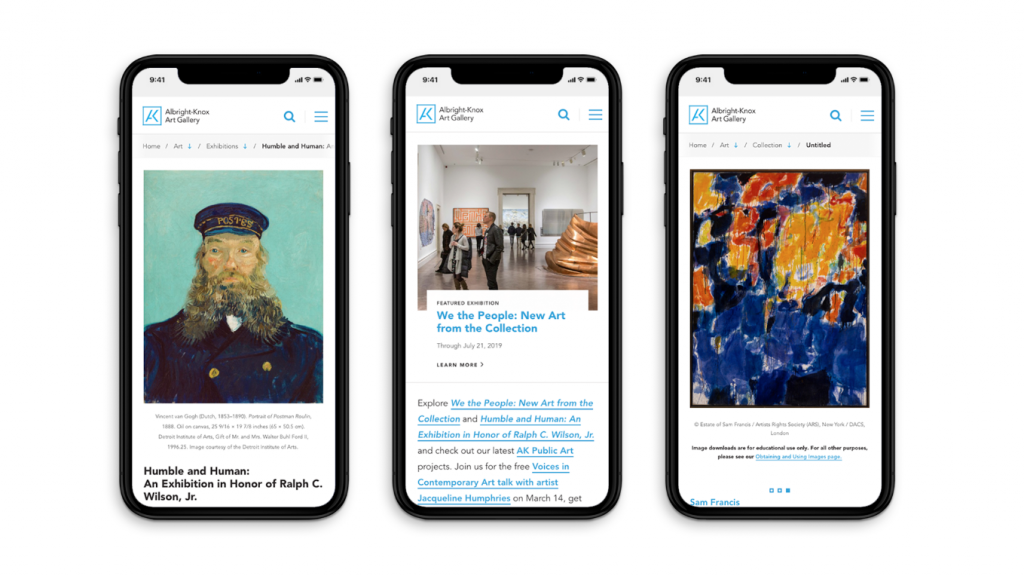 9:41
Albright-Knox
Art Gallery
Home / Art ↓ / Exhibitions ↓ / Humble and Human: A
POSTES
Vincent van Gogh (Dutch, 1853–1890). Portrait of Postman Roulin,
1888. Oil on canvas, 25 9/16 × 19 7/8 inches (65 × 50.5 cm).
Detroit Institute of Arts, Gift of Mr. and Mrs. Walter Buhl Ford II,
1996.25. Image courtesy of the Detroit Institute of Arts.
Humble and Human:
An Exhibition in Honor of Ralph C.
Wilson, Jr.
9:41
Albright-Knox
Art Gallery
FEATURED EXHIBITION
We the People: New Art
from the Collection
Through July 21, 2019
LEARN MORE >
Explore We the People: New Art from the
Collection and Humble and Human: An
Exhibition in Honor of Ralph C. Wilson, Jr.
and check out our latest AK Public Art
projects. Join us for the free Voices in
Contemporary Art talk with artist
Jacqueline Humphries on March 14, get
9:41
Albright-Knox
Art Gallery
Home / Art ↓ / Collection ↓ / Untitled
© Estate of Sam Francis / Artists Rights Society (ARS), New York / DACS,
London
Image downloads are for educational use only. For all other purposes,
please see our Obtaining and Using Images page.
Sam Francis